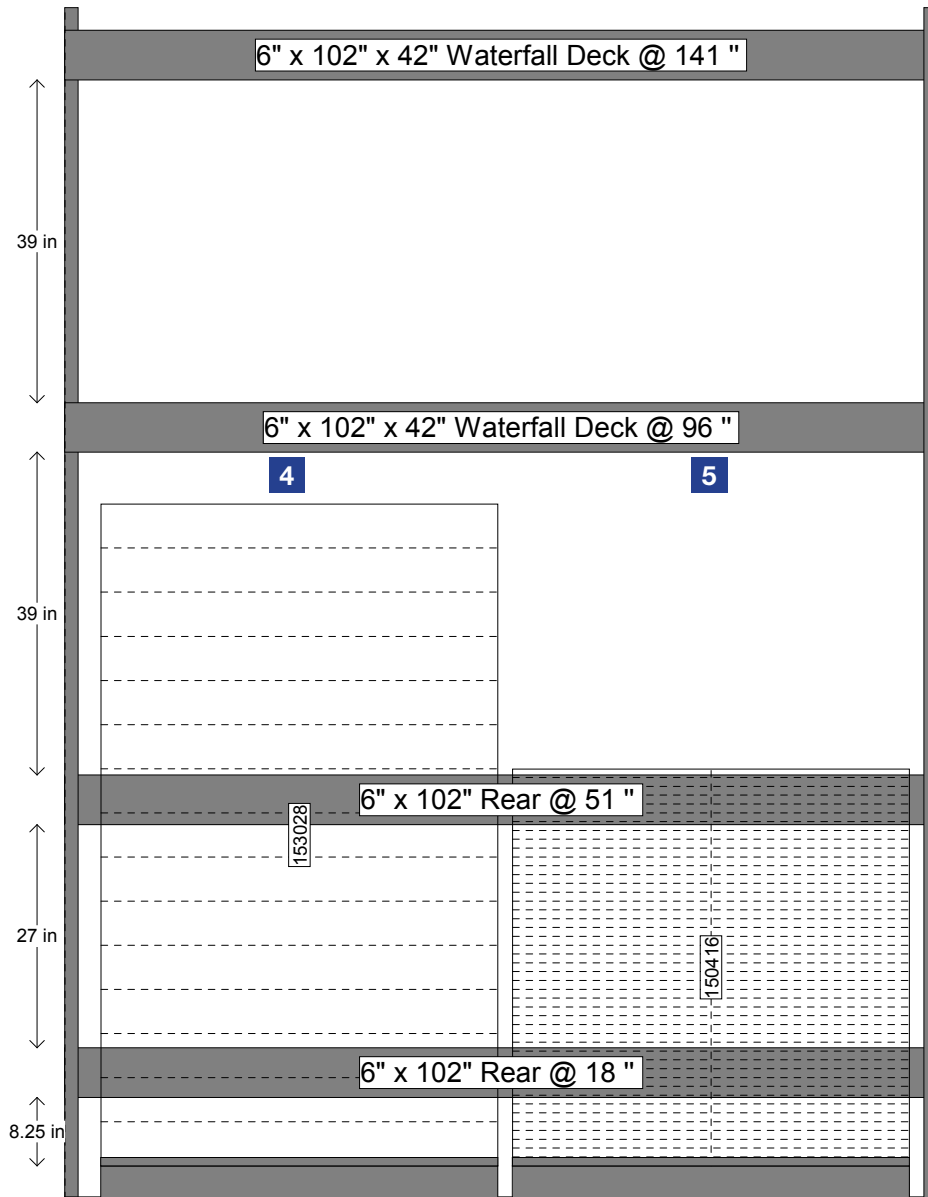 6" x 102" x 42" Waterfall Deck @ 141 "
39 in
6" x 102" x 42" Waterfall Deck @ 96 "
4
5
39 in
6" x 102" Rear @ 51 "
153028
27 in
150416
6" x 102" Rear @ 18 "
8.25 in